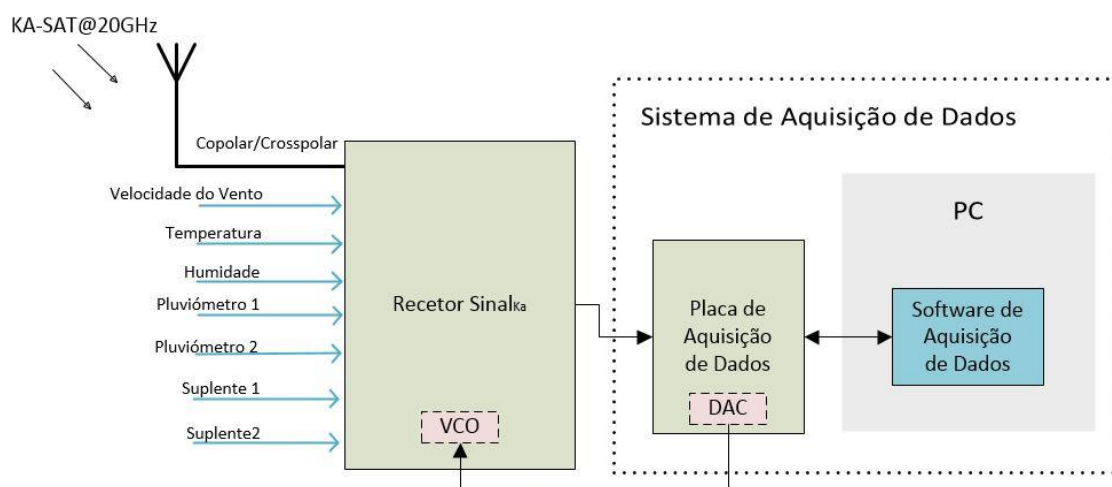 KA-SAT@20GHz
Copolar/Crosspolar
Velocidade do Vento
Temperatura
Humidade
Pluviómetro 1
Pluviómetro 2
Suplente 1
Suplente2
Recetor SinalKa
VCO
Sistema de Aquisição de Dados
PC
Placa de
Aquisição
de Dados
DAC
Software de
Aquisição
de Dados